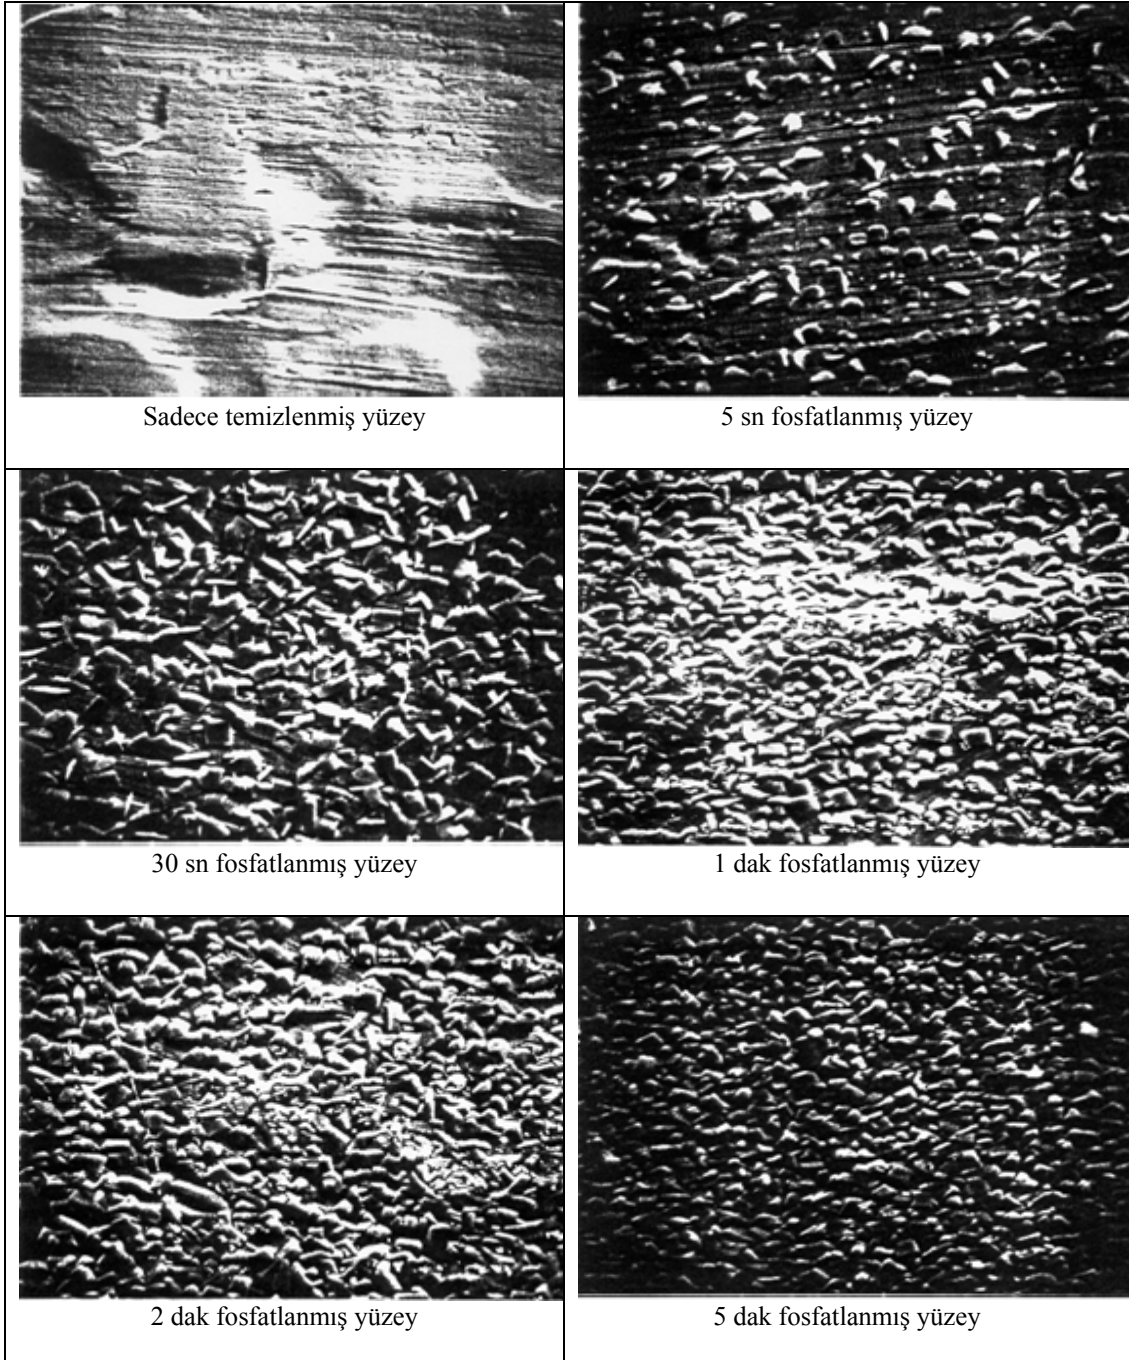 Sadece temizlenmiş yüzey
5 sn fosfatlanmış yüzey
30 sn fosfatlanmış yüzey
1 dak fosfatlanmış yüzey
2 dak fosfatlanmış yüzey
5 dak fosfatlanmış yüzey